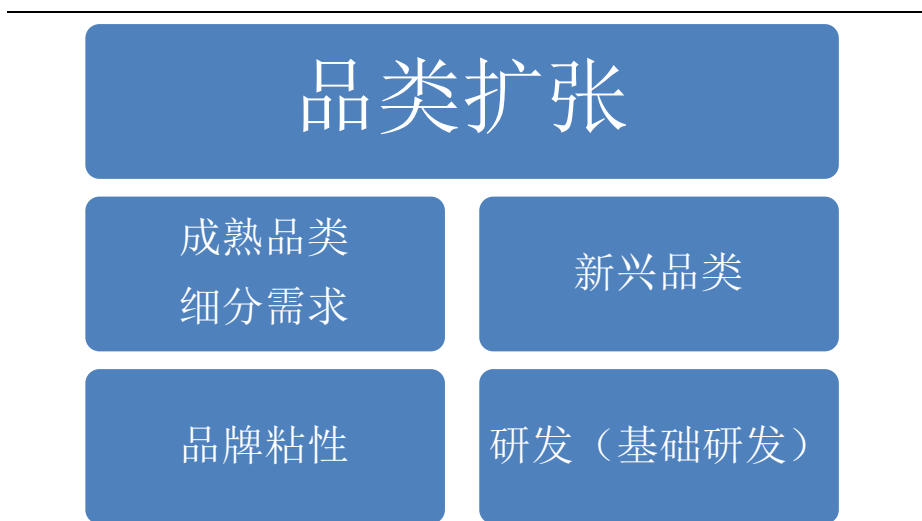 品类扩张
成熟品类
细分需求
新兴品类
品牌粘性
研发（基础研发）